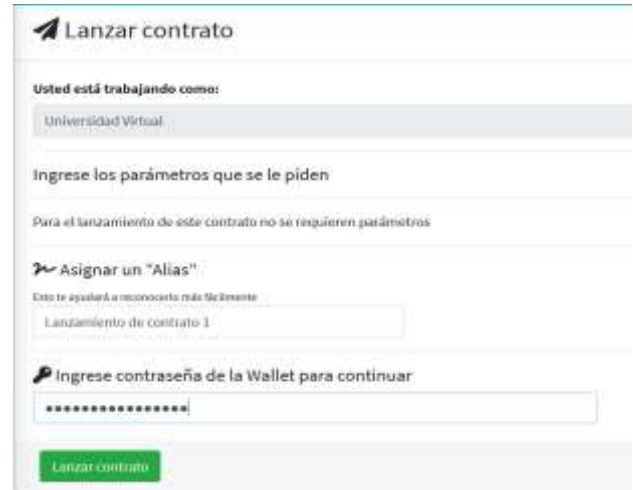 Lanzar contrato
Usted está trabajando como:
Universidad Virtual
Ingrese los parámetros que se le piden
Para el lanzamiento de este contrato no se requieren parámetros
Asignar un "Alias"
Esto te ayudará a reconocerlo más fácilmente
Lanzamiento de contrato 1
Ingrese contraseña de la Wallet para continuar
••••••••••••••••
Lanzar contrato